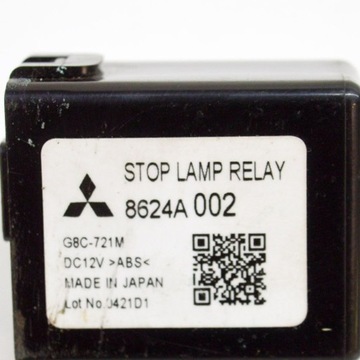 STOP LAMP RELAY
8624A 002
G8C-721M
DC12V >ABS<
MADE IN JAPAN
Lot No.0421D1